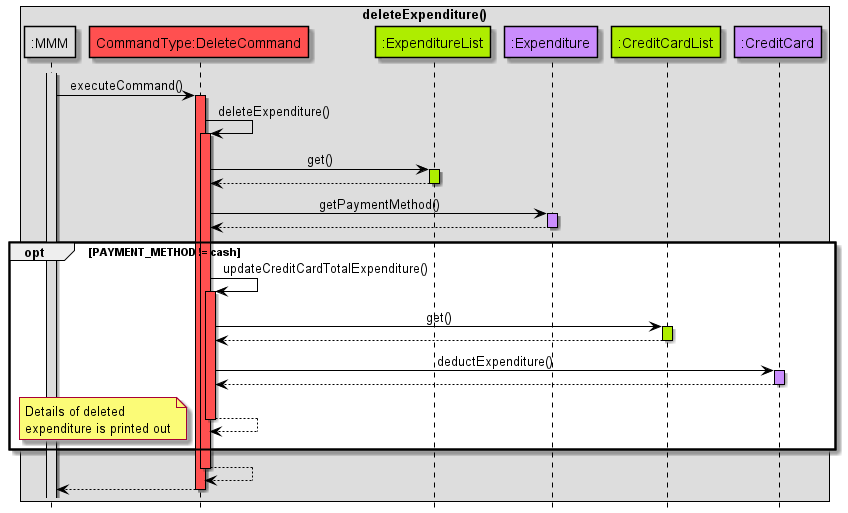 deleteExpenditure()
:MMM
CommandType:DeleteCommand
:ExpenditureList
:Expenditure
:CreditCardList
:CreditCard
executeCommand()
deleteExpenditure()
get()
getPaymentMethod()
opt
[PAYMENT_METHOD != cash]
updateCreditCardTotalExpenditure()
get()
deductExpenditure()
Details of deleted
expenditure is printed out